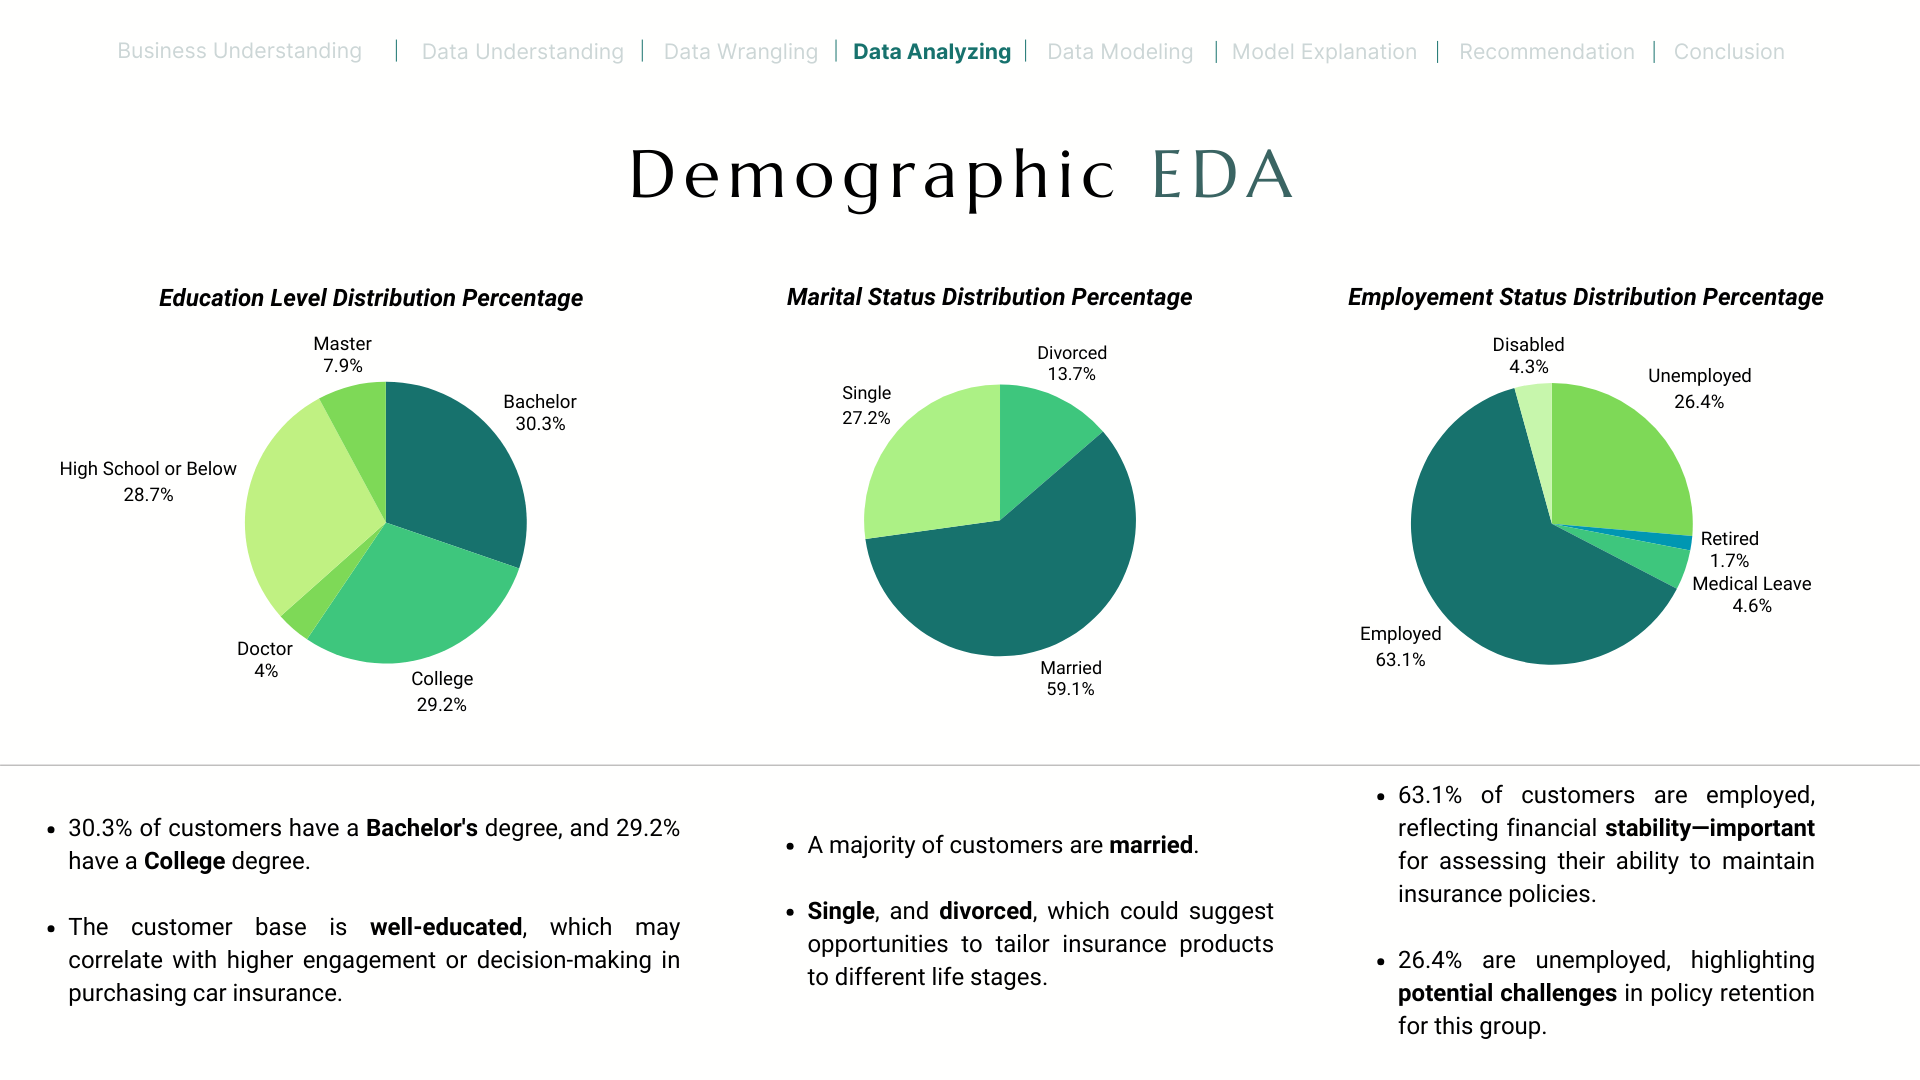 Business Understanding | Data Understanding | Data Wrangling | Data Analyzing | Data Modeling | Model Explanation | Recommendation | Conclusion
Demographic EDA
Education Level Distribution Percentage
Master
7.9%
Bachelor
30.3%
High School or Below
28.7%
Doctor
4%
College
29.2%
Marital Status Distribution Percentage
Divorced
13.7%
Single
27.2%
Married
59.1%
Employement Status Distribution Percentage
Disabled
4.3%
Unemployed
26.4%
Retired
1.7%
Medical Leave
4.6%
Employed
63.1%
• 30.3% of customers have a Bachelor's degree, and 29.2%
have a College degree.
• The customer base is well-educated, which may
correlate with higher engagement or decision-making in
purchasing car insurance.
• A majority of customers are married.
• Single, and divorced, which could suggest
opportunities to tailor insurance products
to different life stages.
• 63.1% of customers are employed,
reflecting financial stability—important
for assessing their ability to maintain
insurance policies.
• 26.4% are unemployed, highlighting
potential challenges in policy retention
for this group.